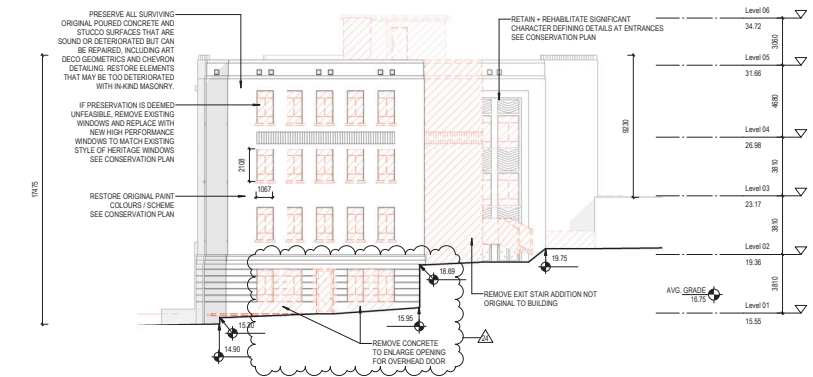 PRESERVE ALL SURVIVING
ORIGINAL POURED CONCRETE AND
STUCCO SURFACES THAT ARE
SOUND OR DETERIORATED BUT CAN
BE REPAIRED, INCLUDING ART
DECO GEOMETRICS AND CHEVRON
DETAILING. RESTORE ELEMENTS
THAT MAY BE TOO DETERIORATED
WITH IN-KIND MASONRY.
IF PRESERVATION IS DEEMED
UNFEASIBLE, REMOVE EXISTING
WINDOWS AND REPLACE WITH
NEW HIGH PERFORMANCE
WINDOWS TO MATCH EXISTING
STYLE OF HERITAGE WINDOWS
SEE CONSERVATION PLAN
RESTORE ORIGINAL PAINT
COLOURS / SCHEME
SEE CONSERVATION PLAN
17475
2108
1067
RETAIN + REHABILITATE SIGNIFICANT
CHARACTER DEFINING DETAILS AT ENTRANCES
SEE CONSERVATION PLAN
9230
19.75
18.69
REMOVE EXIT STAIR ADDITION NOT
ORIGINAL TO BUILDING
15.95
15.20
14.90
REMOVE CONCRETE
TO ENLARGE OPENING
FOR OVERHEAD DOOR
24
Level 06
34.72
3060
Level 05
31.66
4680
Level 04
26.98
3810
Level 03
23.17
3810
Level 02
19.36
3810
AVG. GRADE
16.75
Level 01
15.55